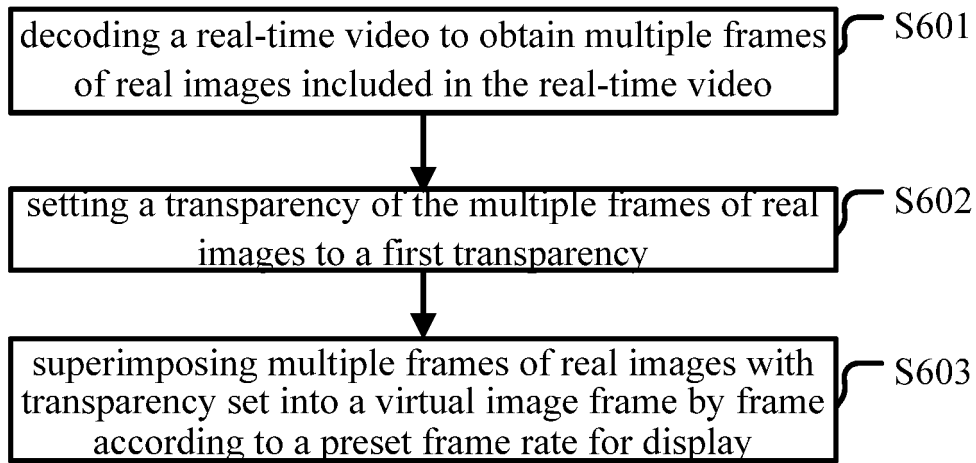 decoding a real-time video to obtain multiple frames
of real images included in the real-time video
S601
setting a transparency of the multiple frames of real
images to a first transparency
S602
superimposing multiple frames of real images with
transparency set into a virtual image frame by frame
according to a preset frame rate for display
S603